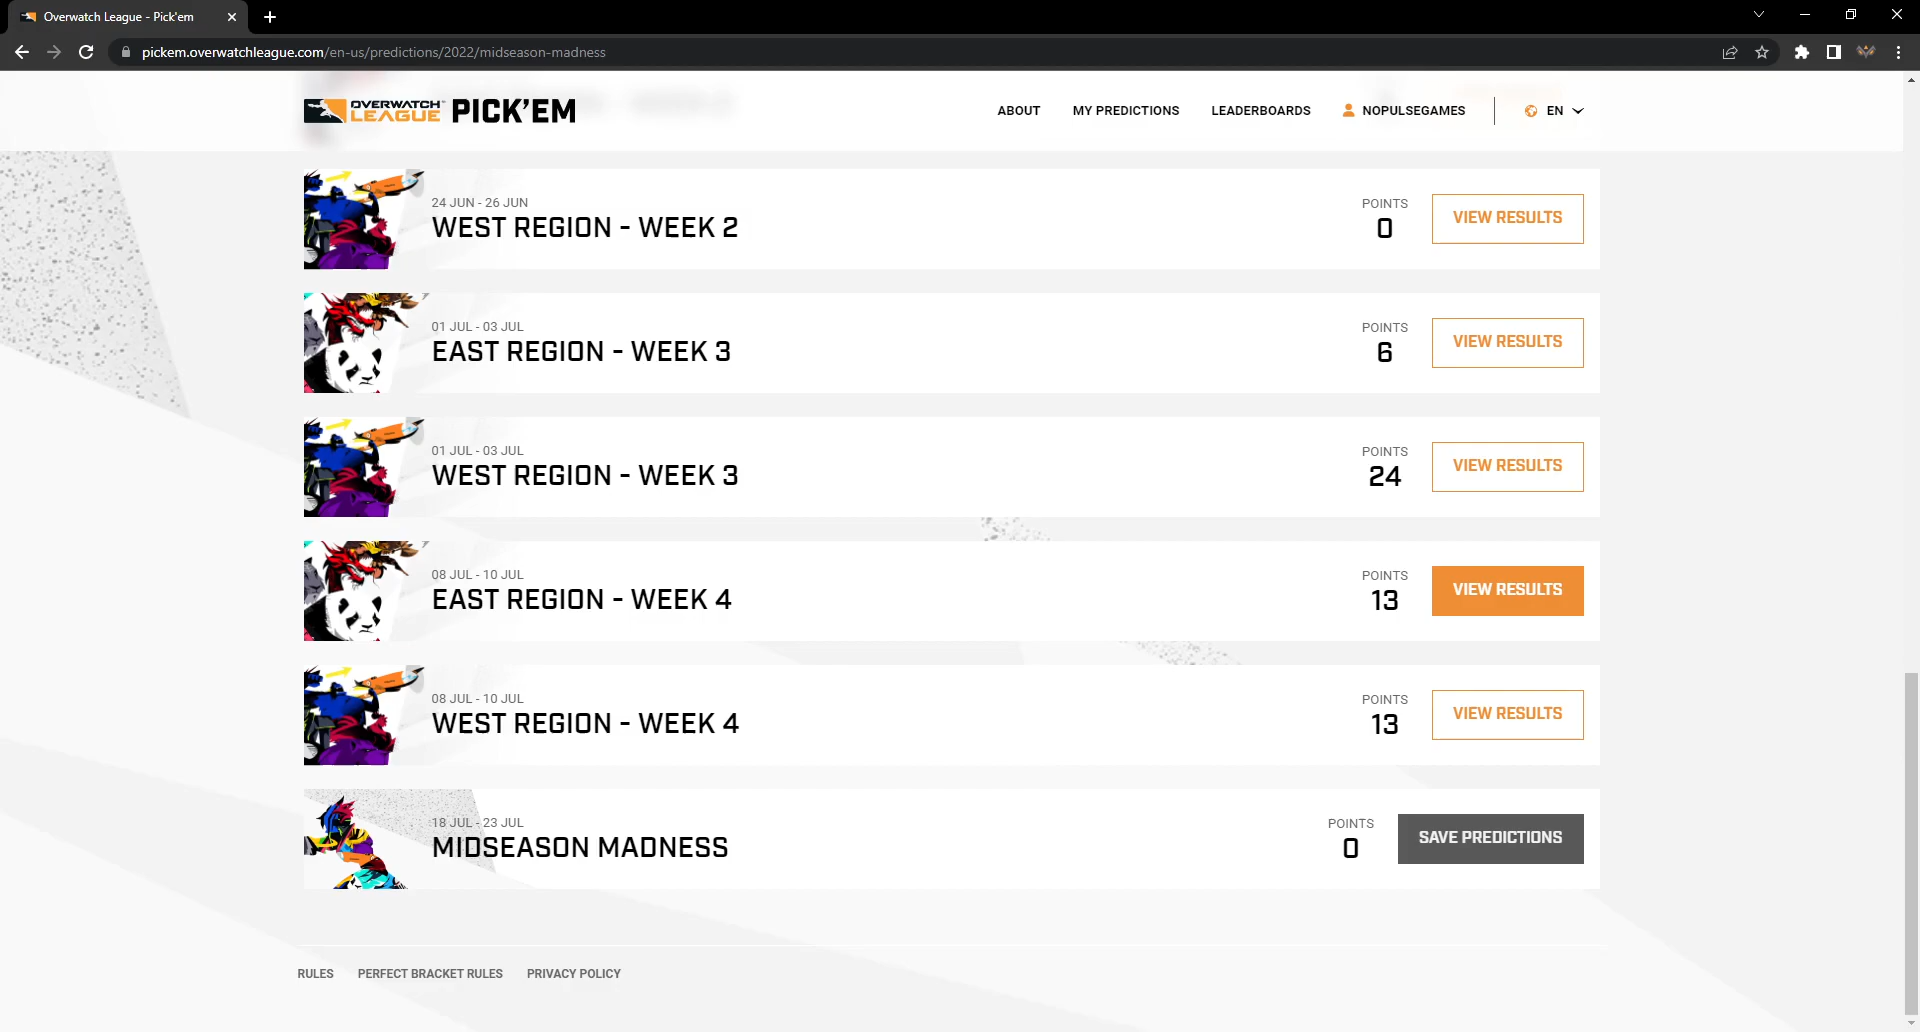 Overwatch League - Pick'em
pickem.overwatchleague.com/en-us/predictions/2022/midseason-madness
OVERWATCH LEAGUE PICK'EM
ABOUT MY PREDICTIONS LEADERBOARDS NOPULSEGAMES EN
24 JUN - 26 JUN
WEST REGION - WEEK 2
POINTS
0
VIEW RESULTS
01 JUL - 03 JUL
EAST REGION - WEEK 3
POINTS
6
VIEW RESULTS
01 JUL - 03 JUL
WEST REGION - WEEK 3
POINTS
24
VIEW RESULTS
08 JUL - 10 JUL
EAST REGION - WEEK 4
POINTS
13
VIEW RESULTS
08 JUL - 10 JUL
WEST REGION - WEEK 4
POINTS
13
VIEW RESULTS
18 JUL - 23 JUL
MIDSEASON MADNESS
POINTS
0
SAVE PREDICTIONS
RULES PERFECT BRACKET RULES PRIVACY POLICY